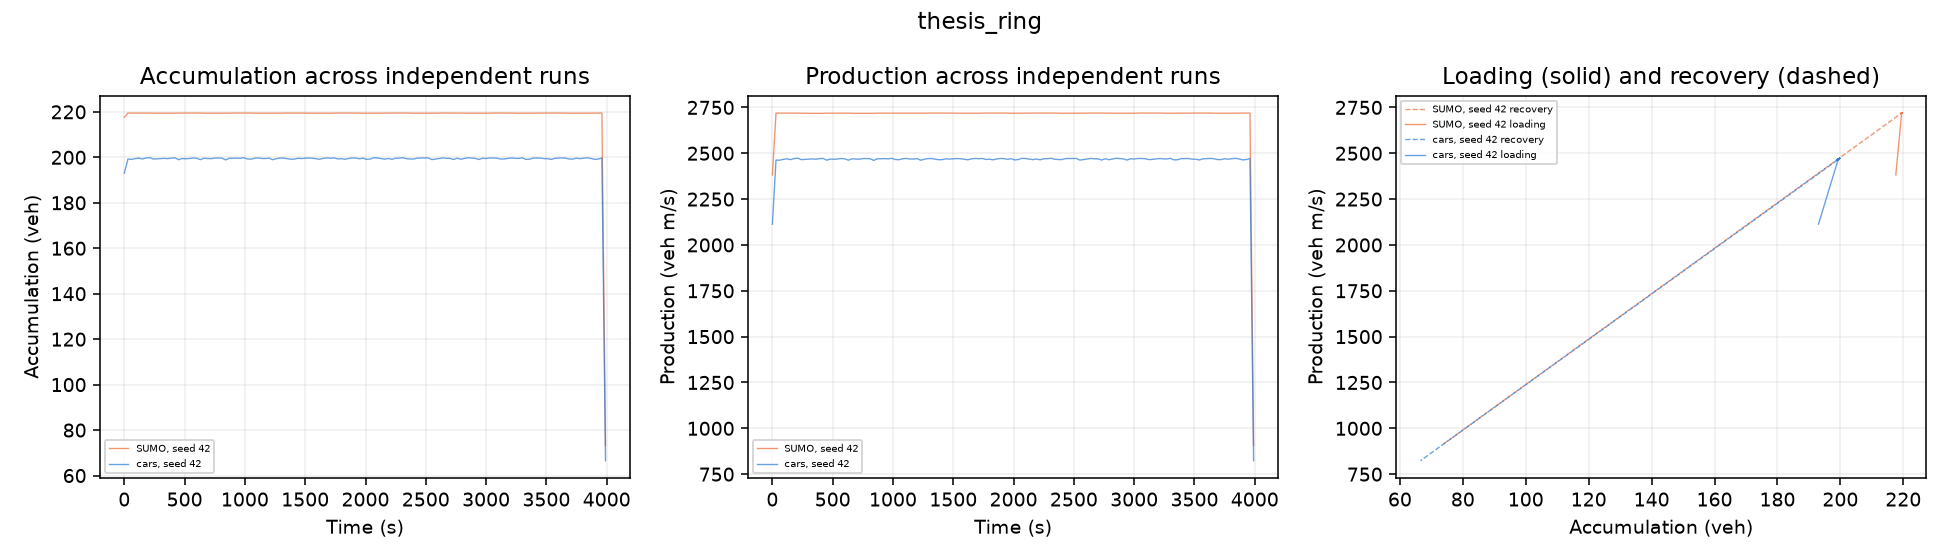 thesis_ring
Accumulation across independent runs
Accumulation (veh)
220
200
180
160
140
120
100
80
60
SUMO, seed 42
cars, seed 42
0 500 1000 1500 2000 2500 3000 3500 4000
Time (s)
Production across independent runs
Production (veh m/s)
2750
2500
2250
2000
1750
1500
1250
1000
750
SUMO, seed 42
cars, seed 42
0 500 1000 1500 2000 2500 3000 3500 4000
Time (s)
Loading (solid) and recovery (dashed)
Production (veh m/s)
2750
2500
2250
2000
1750
1500
1250
1000
750
SUMO, seed 42 recovery
SUMO, seed 42 loading
cars, seed 42 recovery
cars, seed 42 loading
60 80 100 120 140 160 180 200 220
Accumulation (veh)